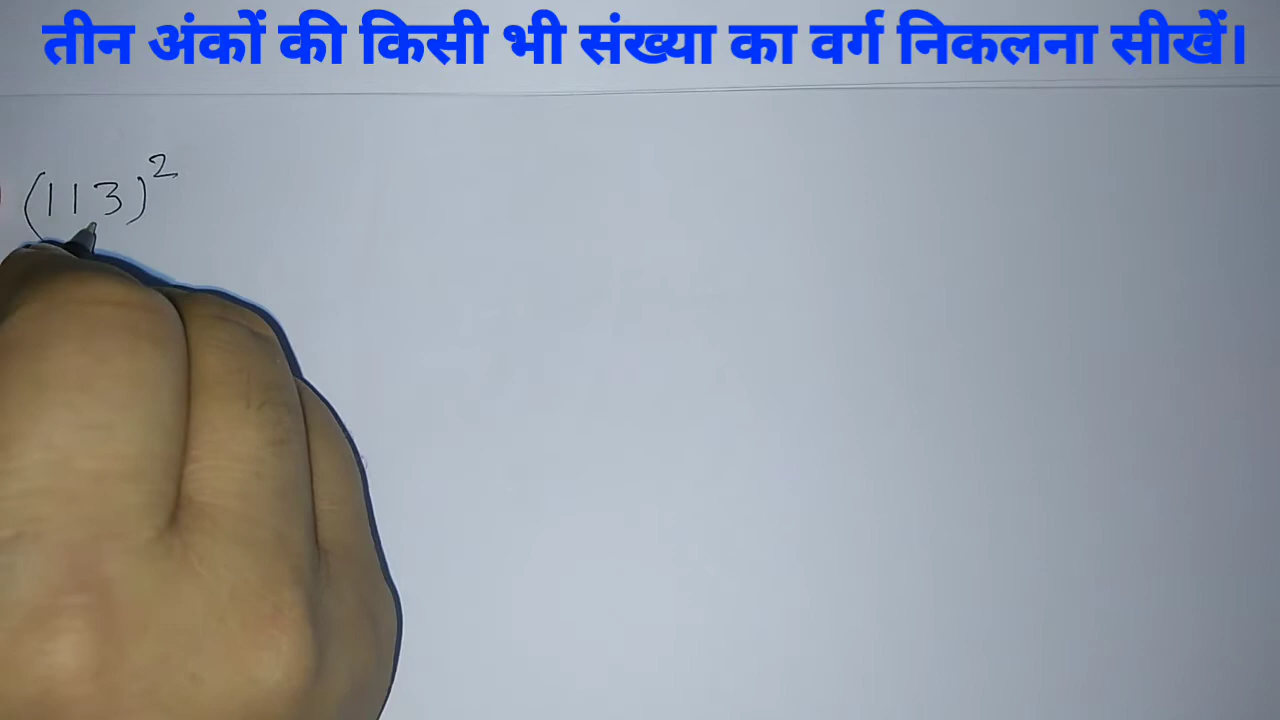 तीन अंकों की किसी भी संख्या का वर्ग निकलना सीखें।
(113)²